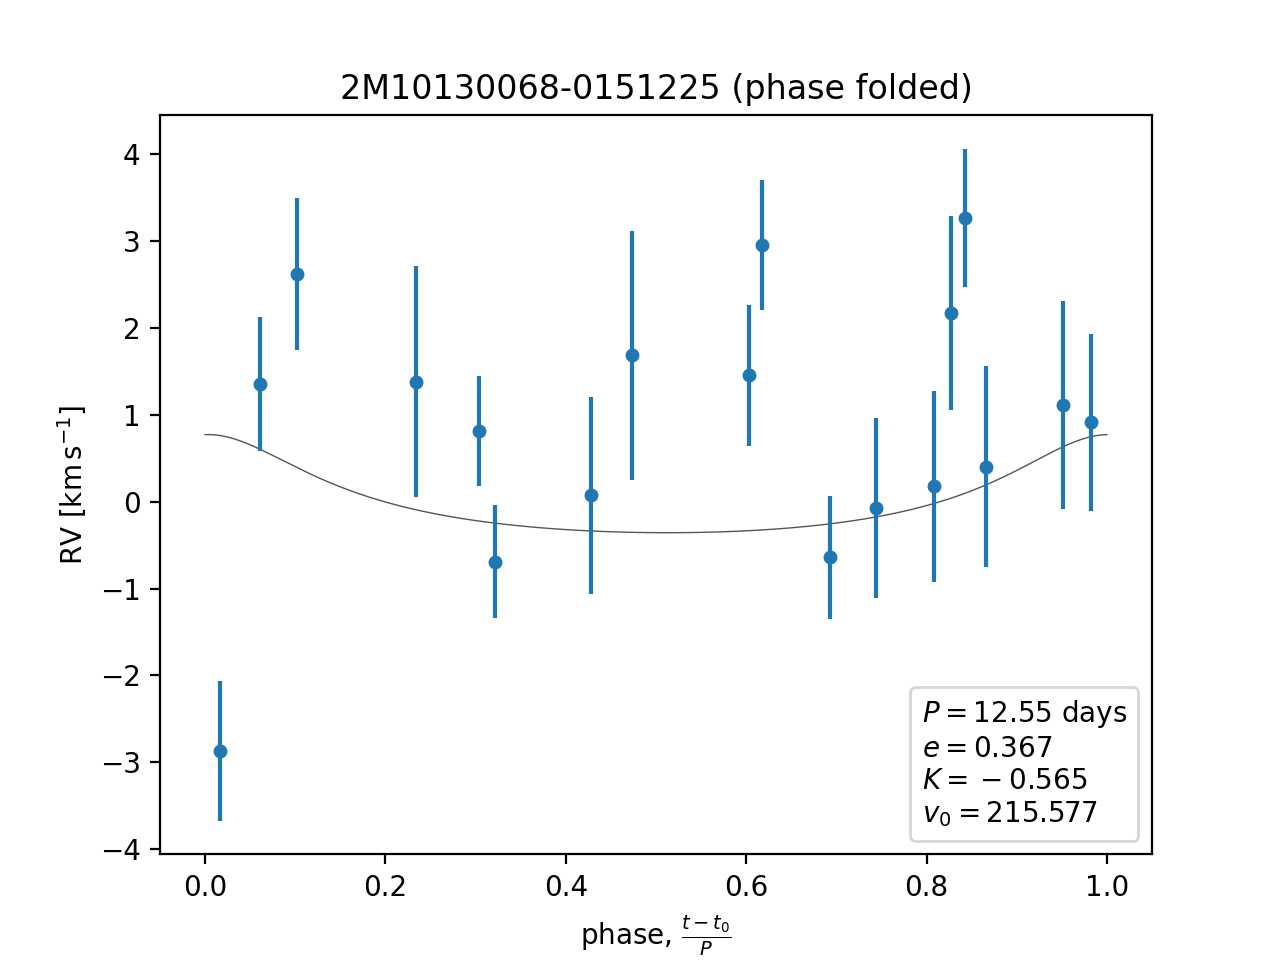 2M10130068-0151225 (phase folded)
4
3
2
1
0
−1
−2
−3
−4
RV [km s⁻¹]
P = 12.55 days
e = 0.367
K = −0.565
v₀ = 215.577
0.0 0.2 0.4 0.6 0.8 1.0
phase, (t − t₀)/P